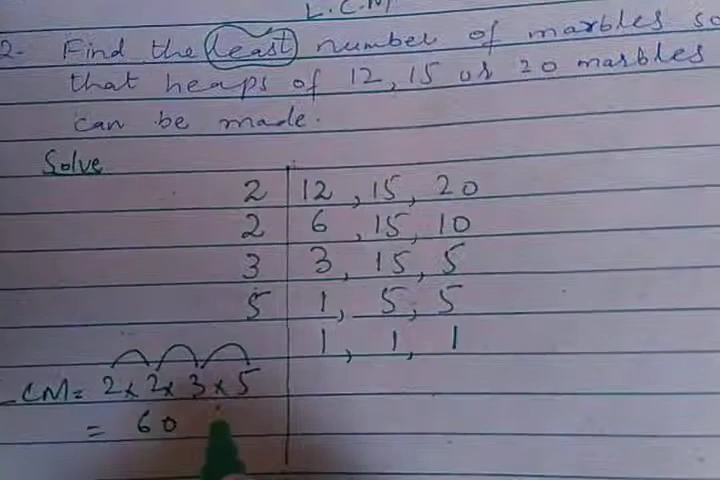 L.C.M
2- Find the least number of marbles so
that heaps of 12, 15 or 20 marbles
can be made.
Solve
2 | 12, 15, 20
2 | 6, 15, 10
3 | 3, 15, 5
5 | 1, 5, 5
1, 1, 1
LCM = 2 x 2 x 3 x 5
= 60